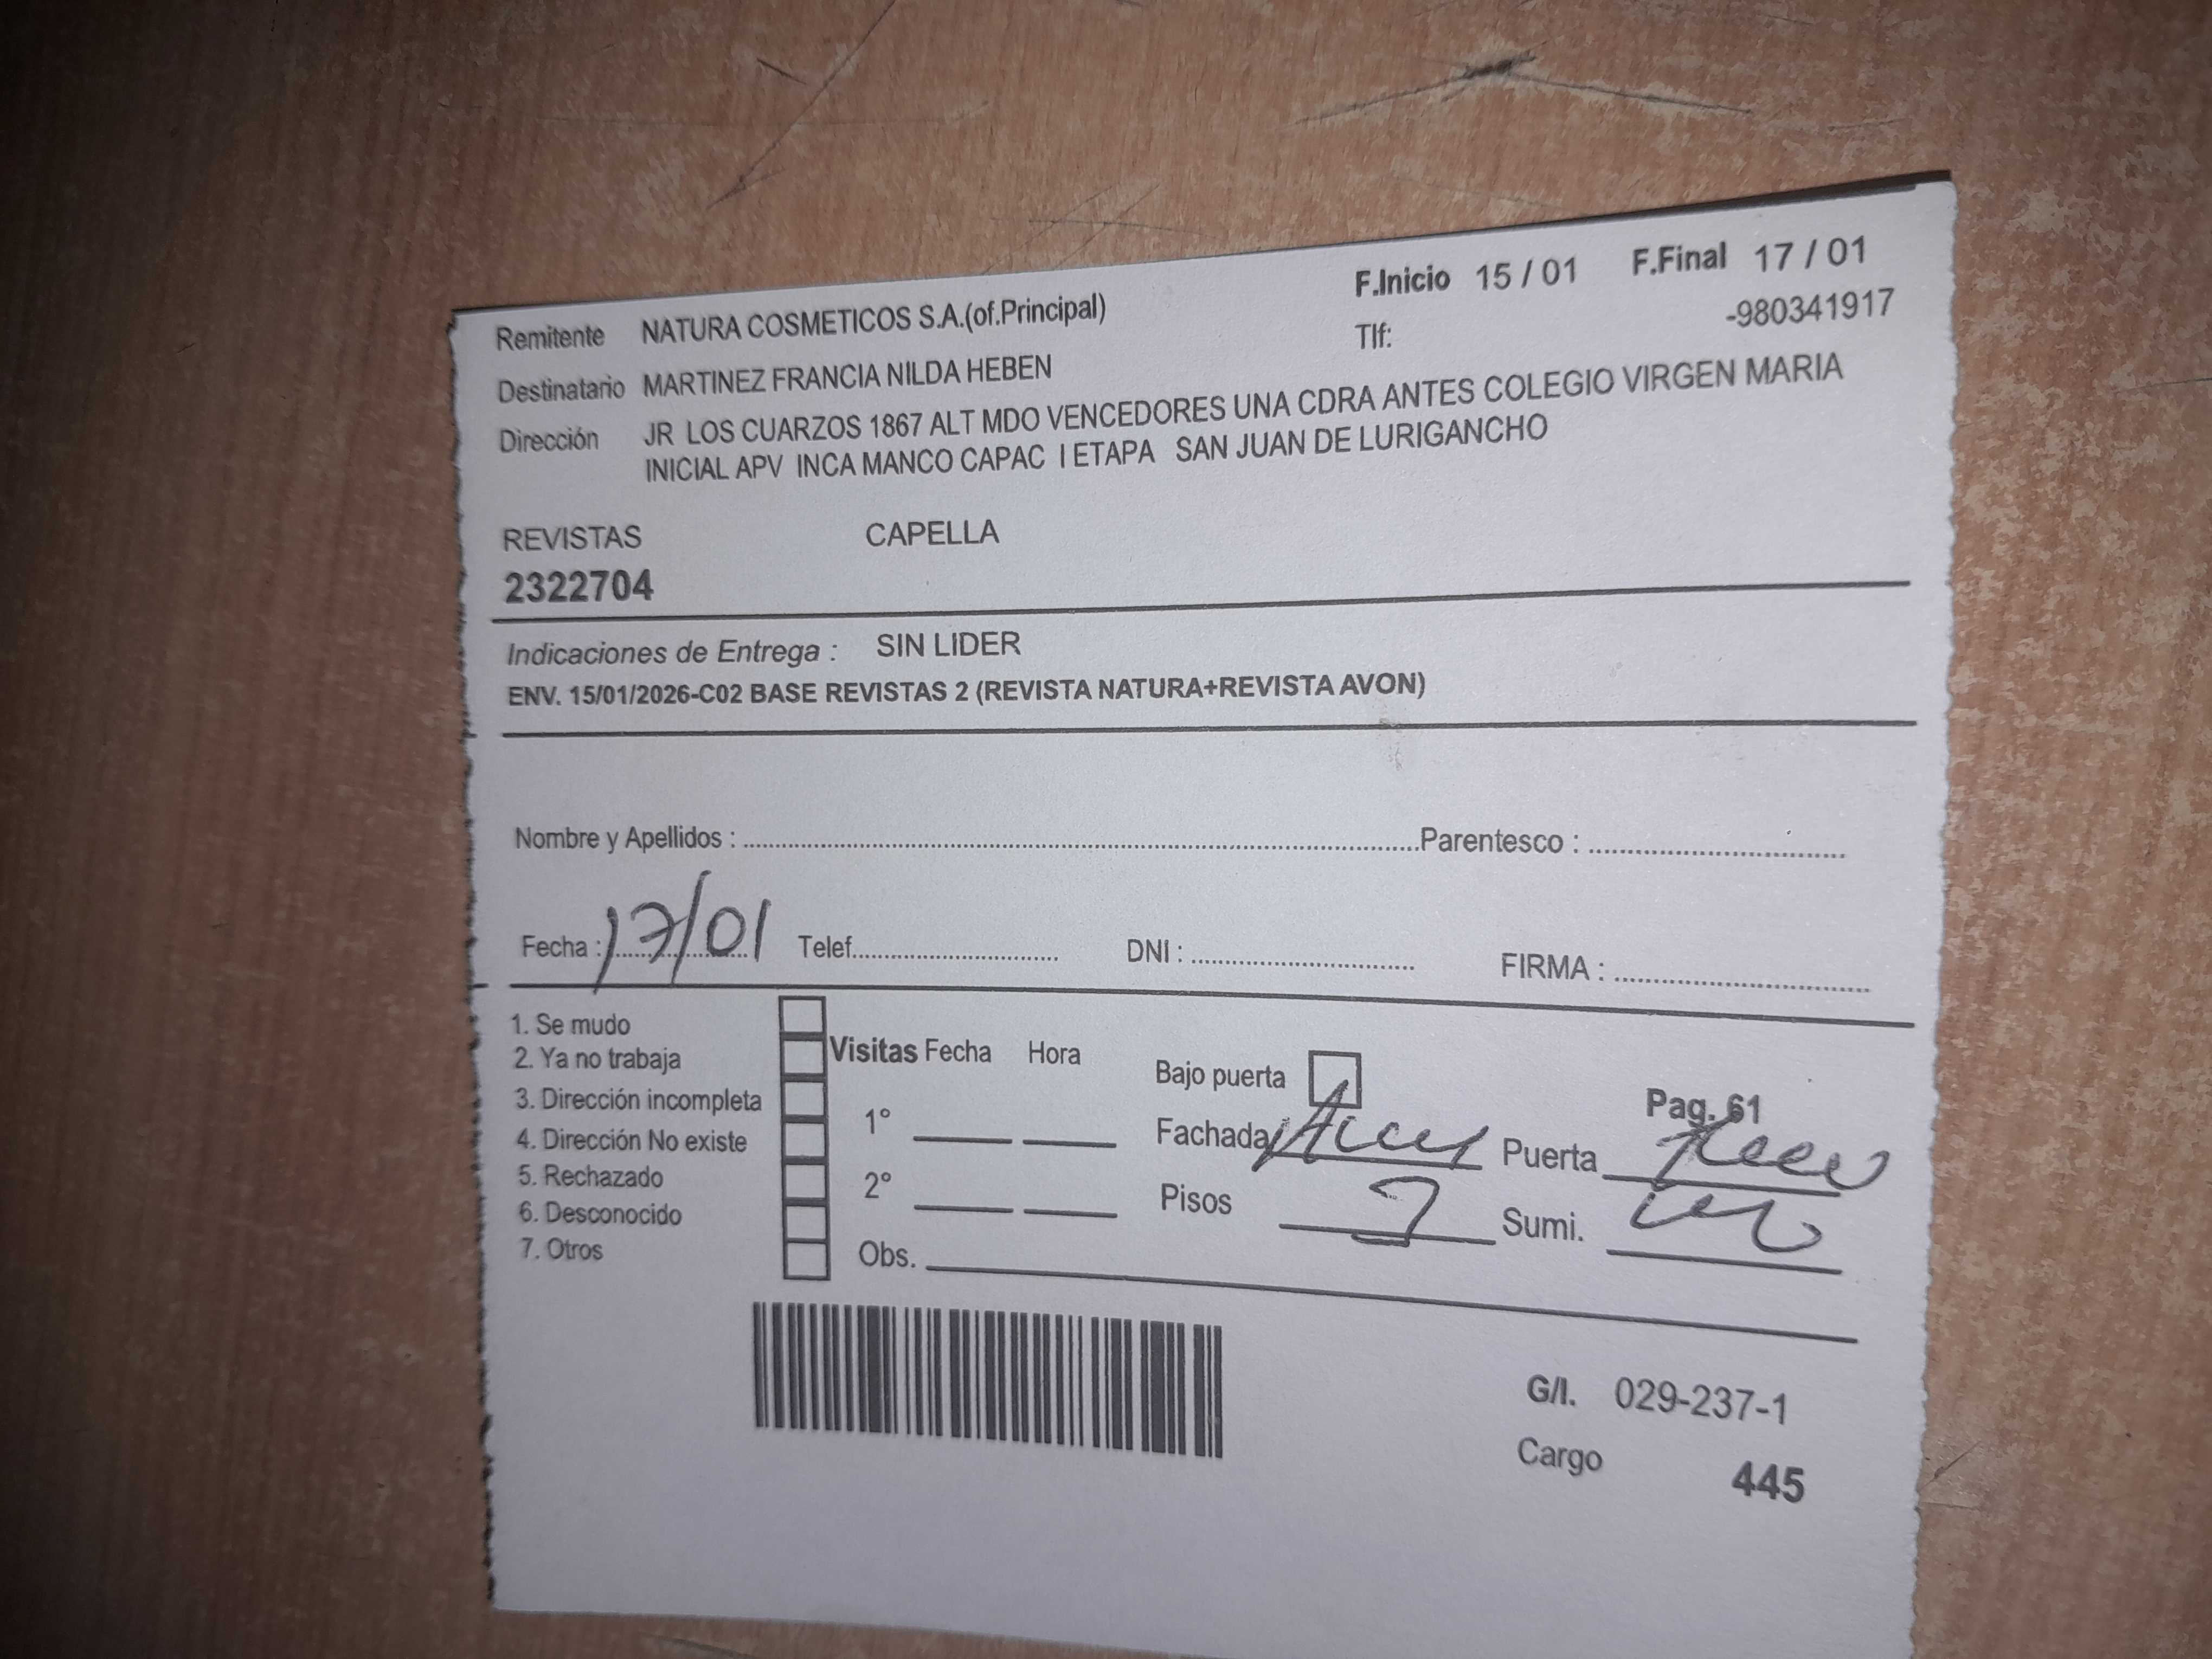 F.Inicio 15 / 01 F.Final 17 / 01
Remitente NATURA COSMETICOS S.A.(of.Principal) Tlf: -980341917
Destinatario MARTINEZ FRANCIA NILDA HEBEN
Dirección JR LOS CUARZOS 1867 ALT MDO VENCEDORES UNA CDRA ANTES COLEGIO VIRGEN MARIA
INICIAL APV INCA MANCO CAPAC I ETAPA SAN JUAN DE LURIGANCHO
REVISTAS CAPELLA
2322704
Indicaciones de Entrega : SIN LIDER
ENV. 15/01/2026-C02 BASE REVISTAS 2 (REVISTA NATURA+REVISTA AVON)
Nombre y Apellidos : Parentesco :
Fecha : 17/01 Telef. DNI : FIRMA :
1. Se mudo
2. Ya no trabaja
3. Dirección incompleta
4. Dirección No existe
5. Rechazado
6. Desconocido
7. Otros
Visitas Fecha Hora
1°
2°
Obs.
Bajo puerta
Pag. 61
Fachada Puerta
Pisos Sumi.
G/I. 029-237-1
Cargo 445